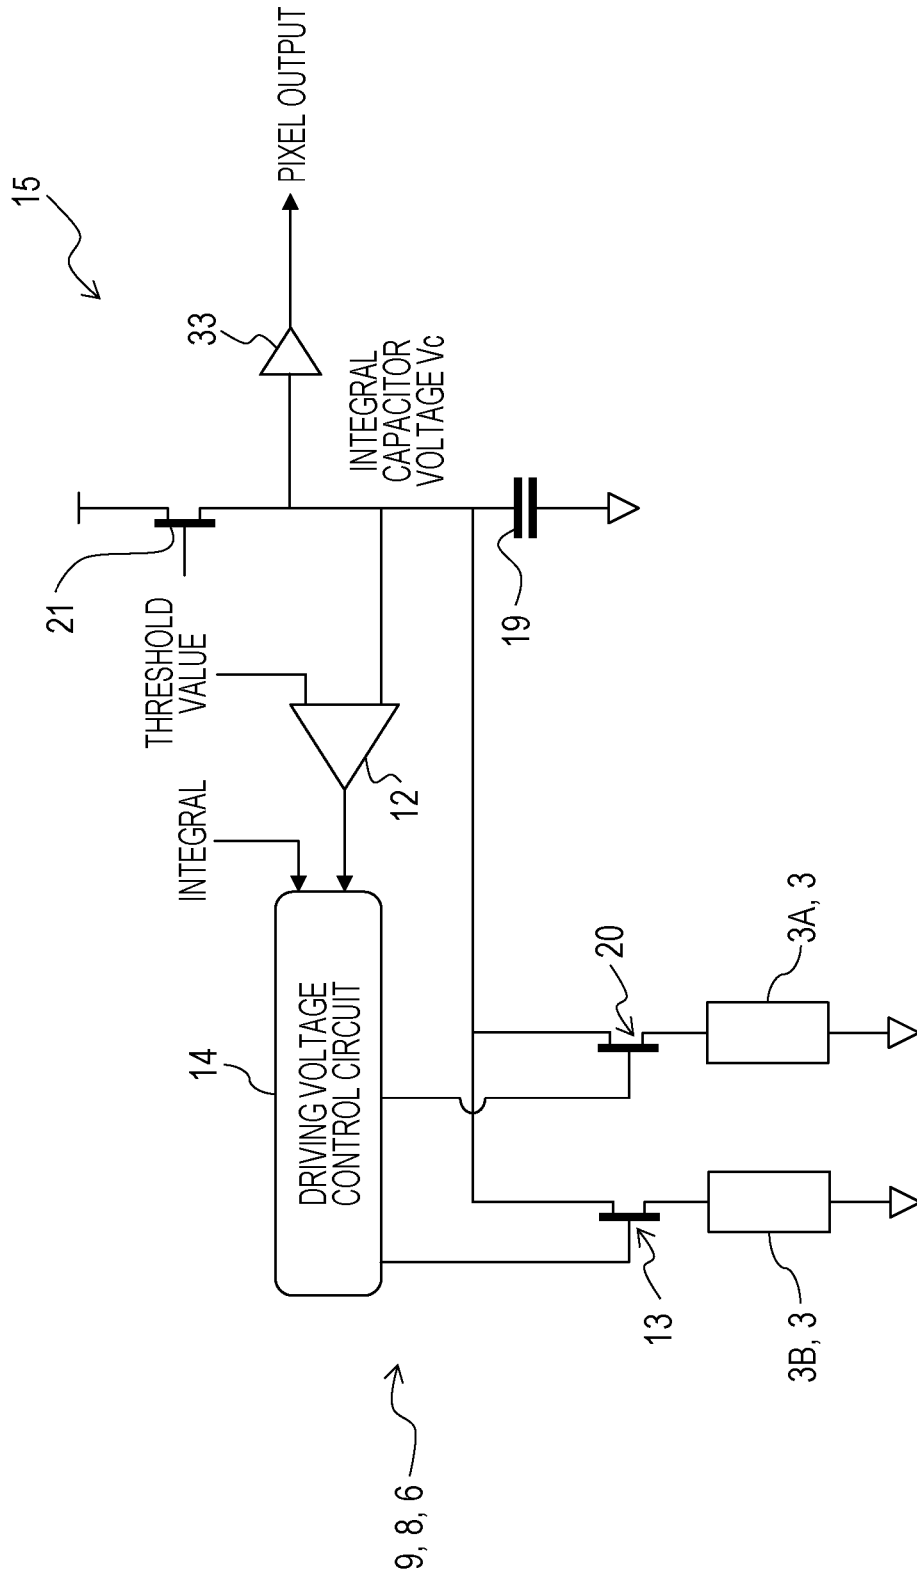 15
PIXEL OUTPUT
33
INTEGRAL
CAPACITOR
VOLTAGE Vc
21
THRESHOLD
VALUE
19
12
INTEGRAL
14
DRIVING VOLTAGE
CONTROL CIRCUIT
20
3A, 3
13
3B, 3
9, 8, 6